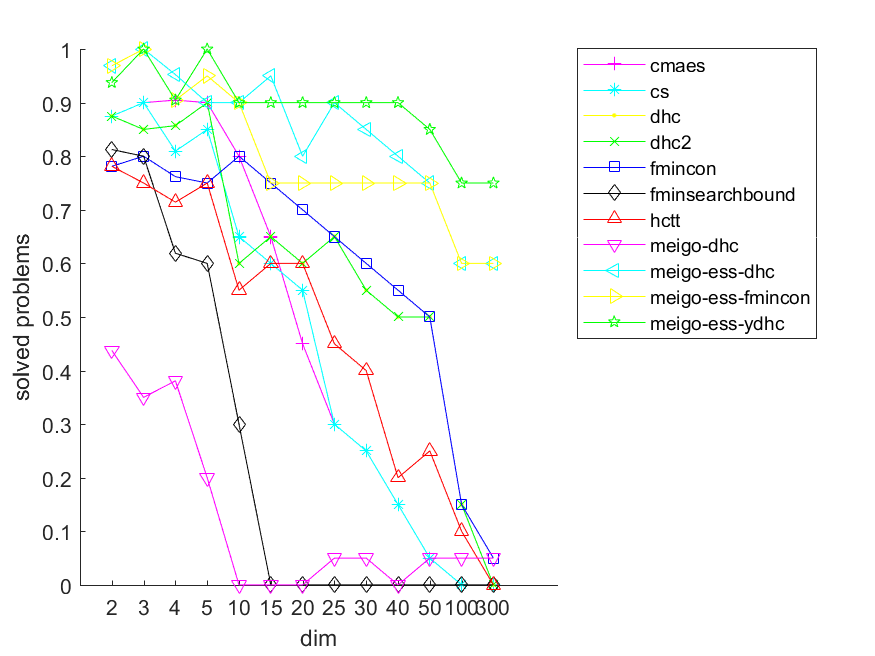 1
0.9
0.8
0.7
0.6
0.5
0.4
0.3
0.2
0.1
0
solved problems
2 3 4 5 10 15 20 25 30 40 50 100 300
dim
cmaes
cs
dhc
dhc2
fmincon
fminsearchbound
hctt
meigo-dhc
meigo-ess-dhc
meigo-ess-fmincon
meigo-ess-ydhc